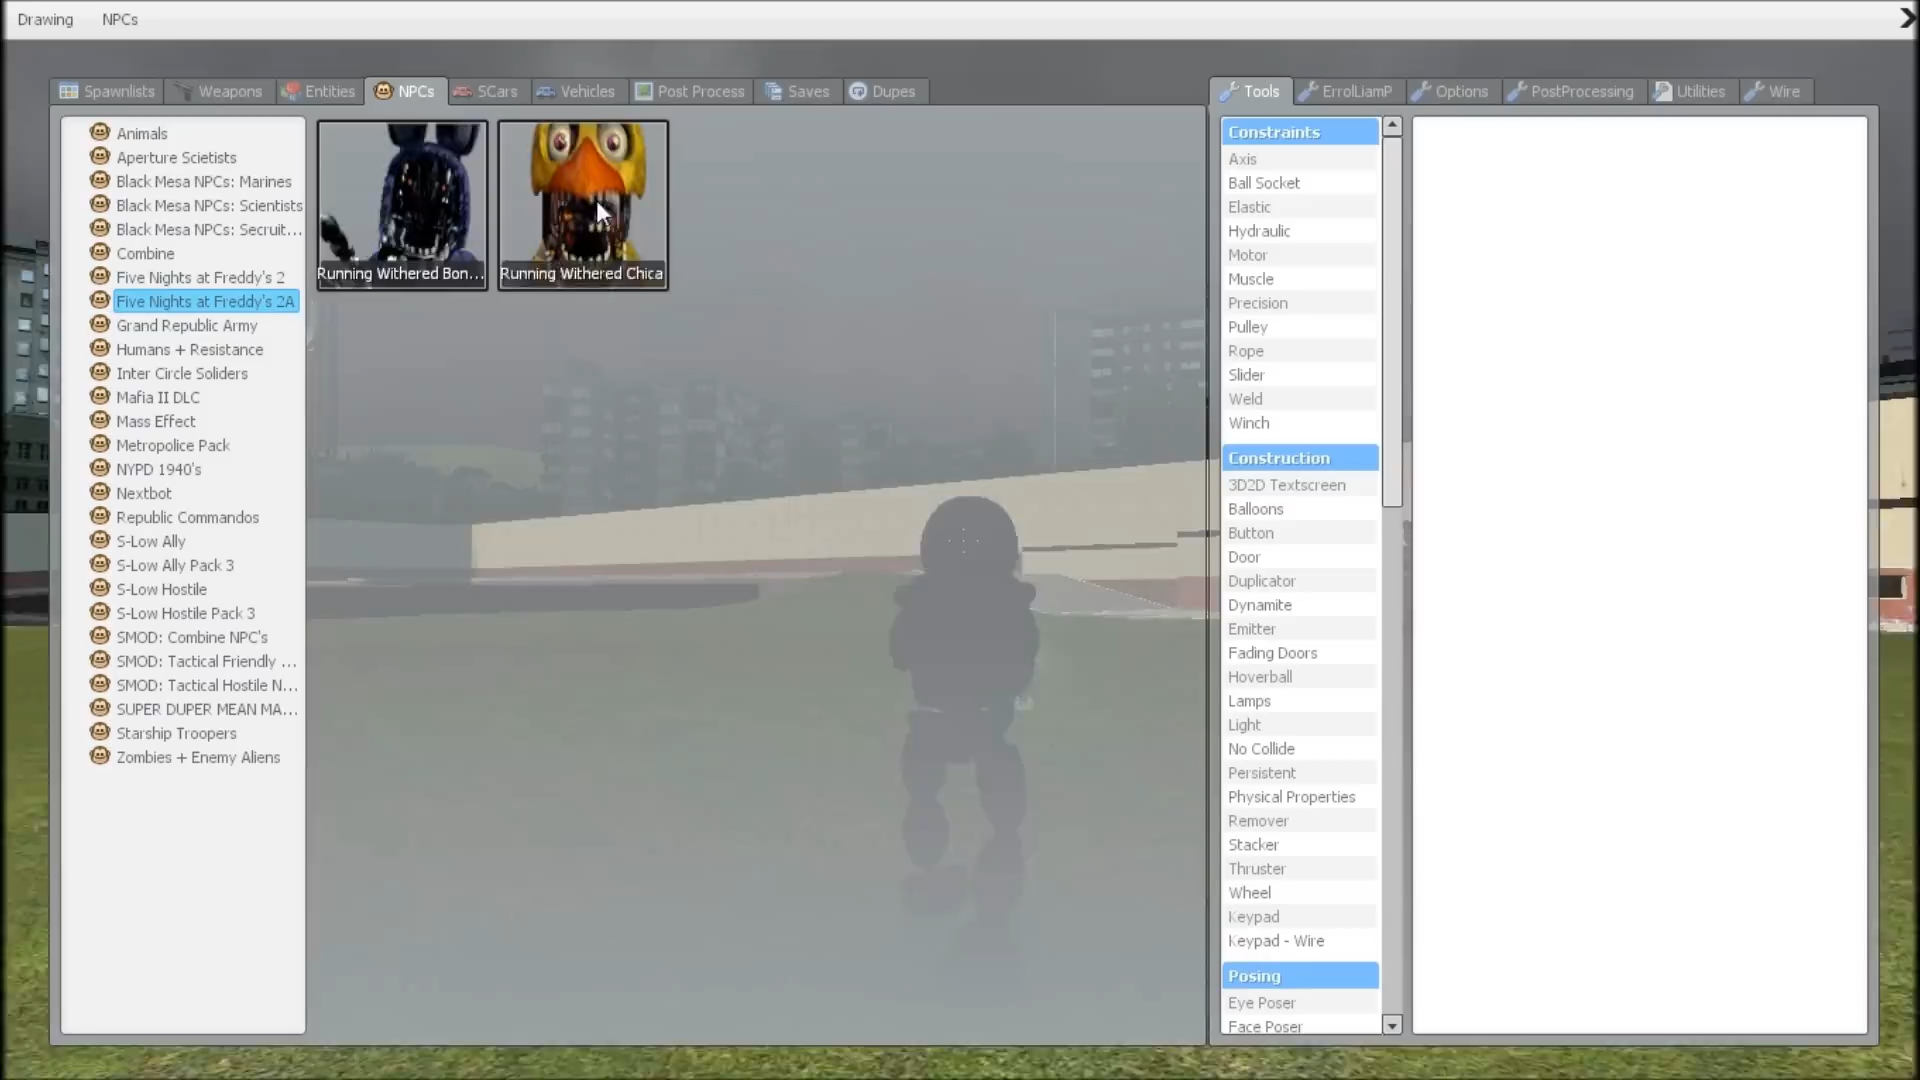 Drawing NPCs
Spawnlists Weapons Entities NPCs SCars Vehicles Post Process Saves Dupes
Tools ErrolLiamP Options PostProcessing Utilities Wire
Animals
Aperture Scietists
Black Mesa NPCs: Marines
Black Mesa NPCs: Scientists
Black Mesa NPCs: Secruit...
Combine
Five Nights at Freddy's 2
Five Nights at Freddy's 2A
Grand Republic Army
Humans + Resistance
Inter Circle Soliders
Mafia II DLC
Mass Effect
Metropolice Pack
NYPD 1940's
Nextbot
Republic Commandos
S-Low Ally
S-Low Ally Pack 3
S-Low Hostile
S-Low Hostile Pack 3
SMOD: Combine NPC's
SMOD: Tactical Friendly ...
SMOD: Tactical Hostile N...
SUPER DUPER MEAN MA...
Starship Troopers
Zombies + Enemy Aliens
Running Withered Bon...
Running Withered Chica
Constraints
Axis
Ball Socket
Elastic
Hydraulic
Motor
Muscle
Precision
Pulley
Rope
Slider
Weld
Winch
Construction
3D2D Textscreen
Balloons
Button
Door
Duplicator
Dynamite
Emitter
Fading Doors
Hoverball
Lamps
Light
No Collide
Persistent
Physical Properties
Remover
Stacker
Thruster
Wheel
Keypad
Keypad - Wire
Posing
Eye Poser
Face Poser